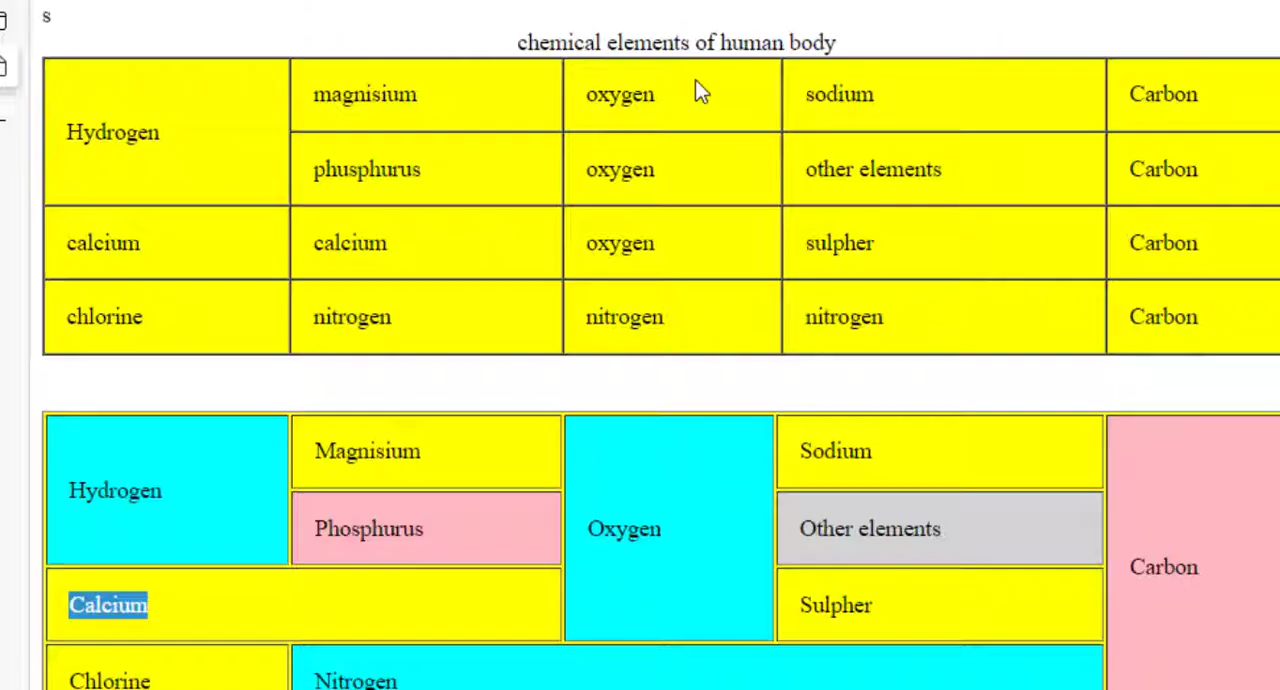 s
chemical elements of human body
Hydrogen magnisium oxygen sodium Carbon
phusphurus oxygen other elements Carbon
calcium calcium oxygen sulpher Carbon
chlorine nitrogen nitrogen nitrogen Carbon
Hydrogen Magnisium Oxygen Sodium Carbon
Phosphurus Other elements
Calcium Sulpher
Chlorine Nitrogen